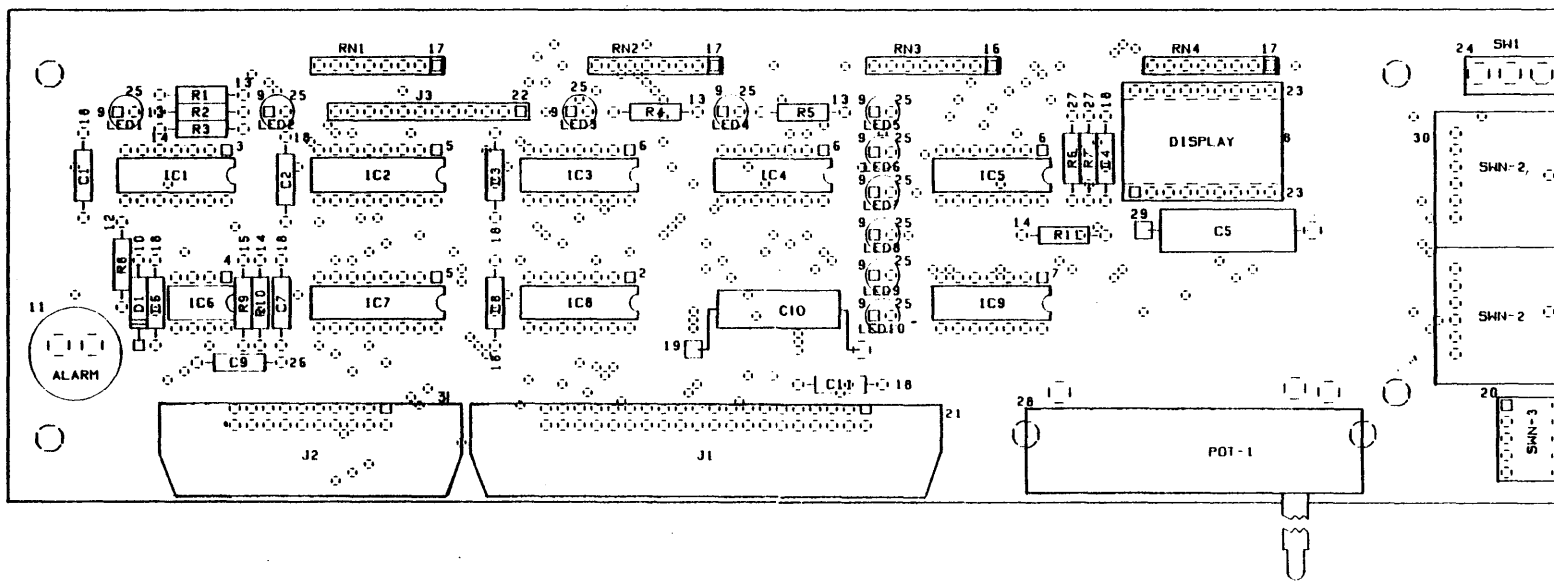 RN1 17 RN2 17 RN3 16 RN4 17 24 SW1
25 R1 13 9 25 J3 22 25 13 9 25 R5 13 9 25 27 27 18 23
9 LED1 13 R2 LED2 9 LED3 R4 LED4 LED5 30
18 R3 18 DISPLAY 8
14 3 5 6 6 9 25 6
C1 IC1 C2 IC2 IC3 IC4 LED6 IC5 R6 R7 SWN-2
9 25 LED7 23
12 18 9 25 14 R11 29 C5
R8 10 18 15 14 18 LED8
4 5 2 9 25 7
D1 IC6 R9 R10 C7 IC7 IC8 C10 LED9 IC9
11 9 25 LED10 SWN-2
19
ALARM C9 26 C11 18
31 21 28 20
J2 J1 POT-1 SWN-3